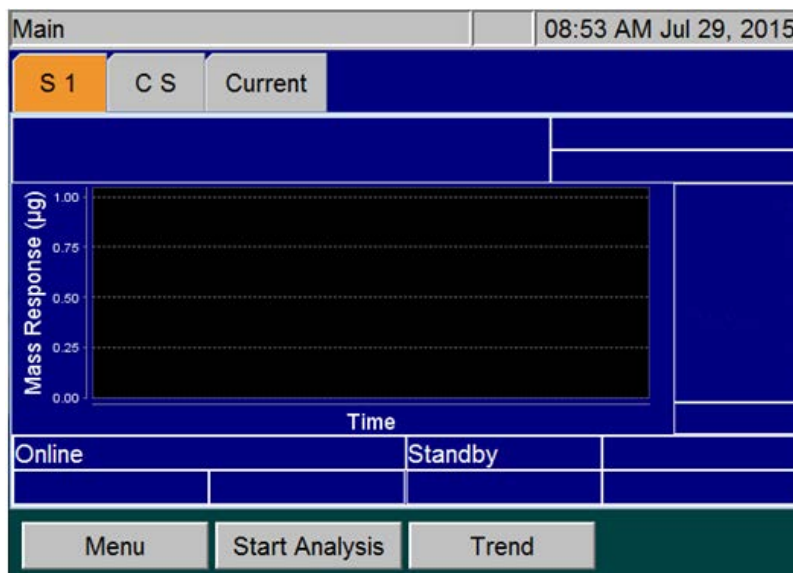 Main 08:53 AM Jul 29, 2015
S 1 C S Current
Mass Response (µg)
1.00
0.75
0.50
0.25
0.00
Time
Online Standby
Menu Start Analysis Trend